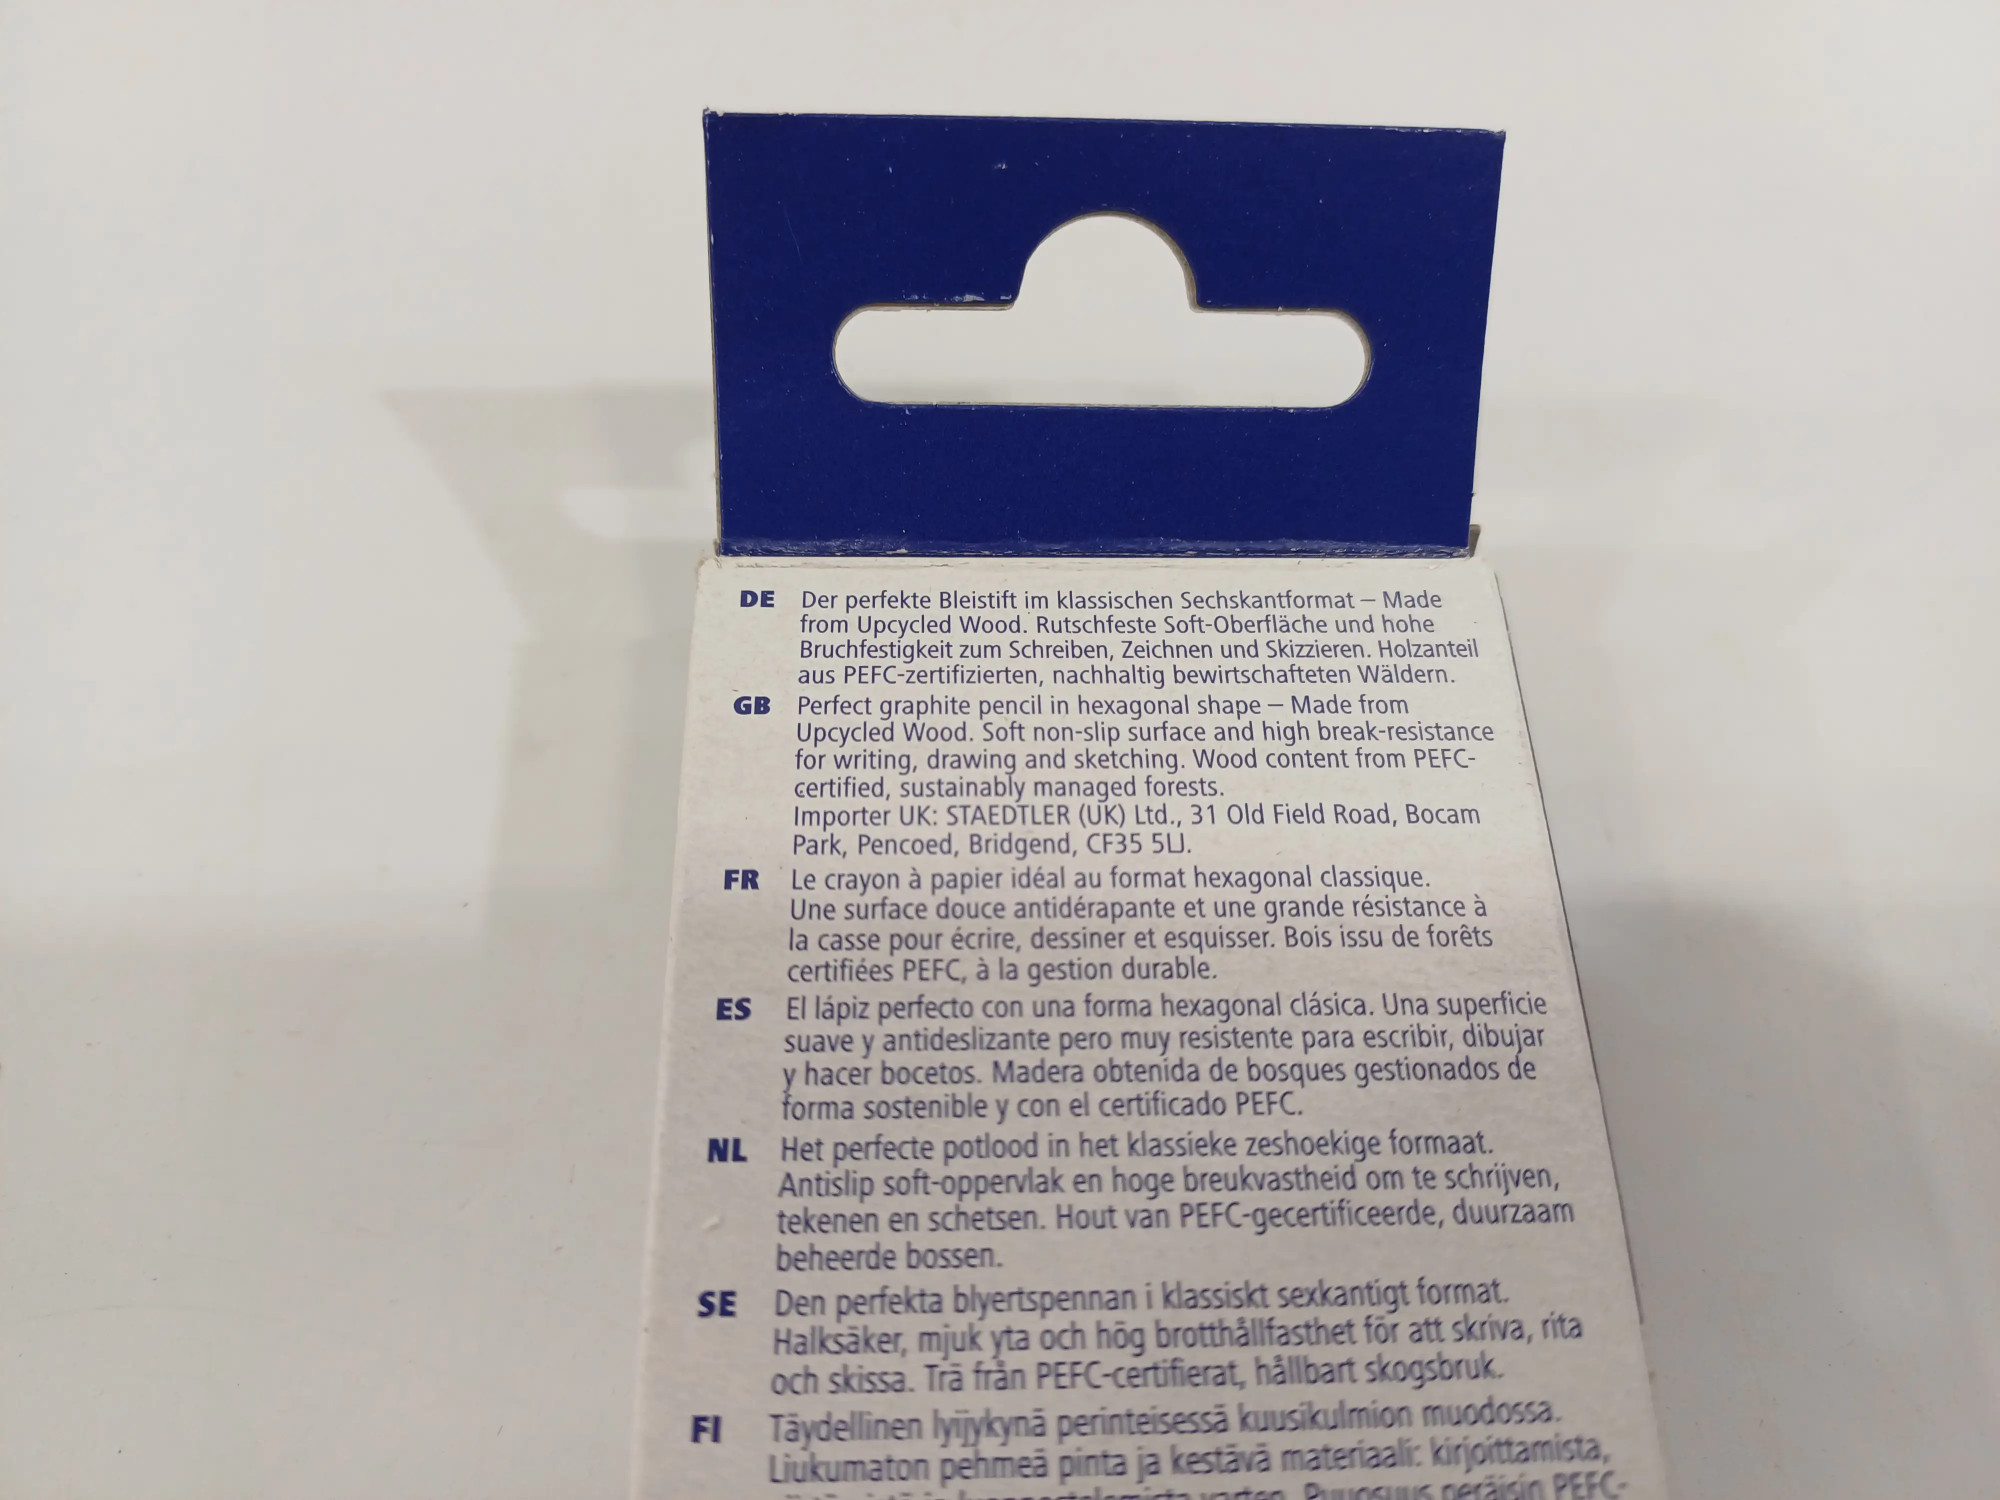 DE Der perfekte Bleistift im klassischen Sechskantformat – Made
from Upcycled Wood. Rutschfeste Soft-Oberfläche und hohe
Bruchfestigkeit zum Schreiben, Zeichnen und Skizzieren. Holzanteil
aus PEFC-zertifizierten, nachhaltig bewirtschafteten Wäldern.
GB Perfect graphite pencil in hexagonal shape – Made from
Upcycled Wood. Soft non-slip surface and high break-resistance
for writing, drawing and sketching. Wood content from PEFC-
certified, sustainably managed forests.
Importer UK: STAEDTLER (UK) Ltd., 31 Old Field Road, Bocam
Park, Pencoed, Bridgend, CF35 5LJ.
FR Le crayon à papier idéal au format hexagonal classique.
Une surface douce antidérapante et une grande résistance à
la casse pour écrire, dessiner et esquisser. Bois issu de forêts
certifiées PEFC, à la gestion durable.
ES El lápiz perfecto con una forma hexagonal clásica. Una superficie
suave y antideslizante pero muy resistente para escribir, dibujar
y hacer bocetos. Madera obtenida de bosques gestionados de
forma sostenible y con el certificado PEFC.
NL Het perfecte potlood in het klassieke zeshoekige formaat.
Antislip soft-oppervlak en hoge breukvastheid om te schrijven,
tekenen en schetsen. Hout van PEFC-gecertificeerde, duurzaam
beheerde bossen.
SE Den perfekta blyertspennan i klassiskt sexkantigt format.
Halksäker, mjuk yta och hög brotthållfasthet för att skriva, rita
och skissa. Trä från PEFC-certifierat, hållbart skogsbruk.
FI Täydellinen lyijykynä perinteisessä kuusikulmion muodossa.
Liukumaton pehmeä pinta ja kestävä materiaali: kirjoittamista,
varten. Puuosuus peräisin PEFC-